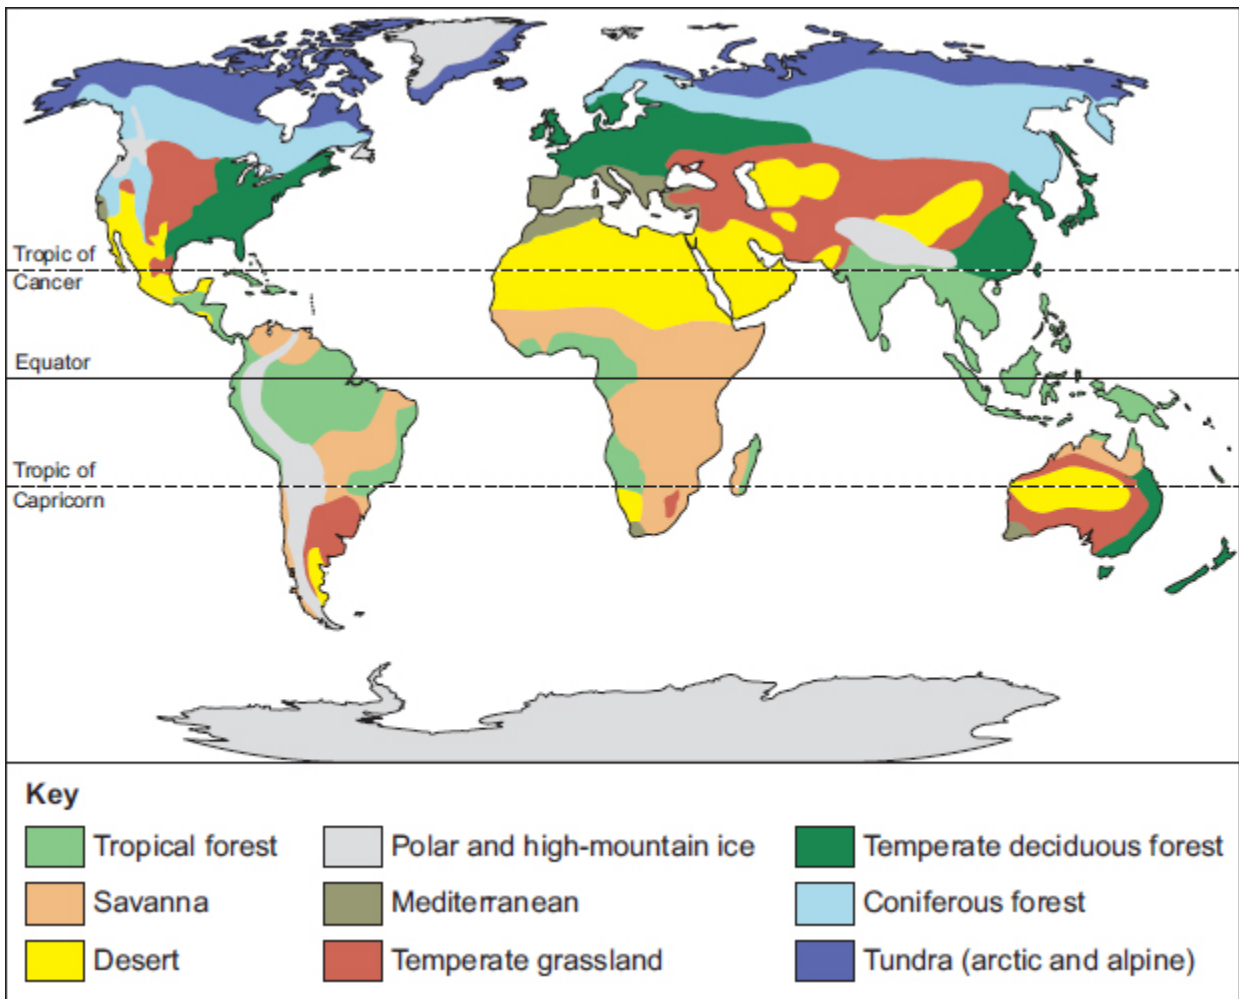 Tropic of
Cancer
Equator
Tropic of
Capricorn
Key
Tropical forest
Polar and high-mountain ice
Temperate deciduous forest
Savanna
Mediterranean
Coniferous forest
Desert
Temperate grassland
Tundra (arctic and alpine)